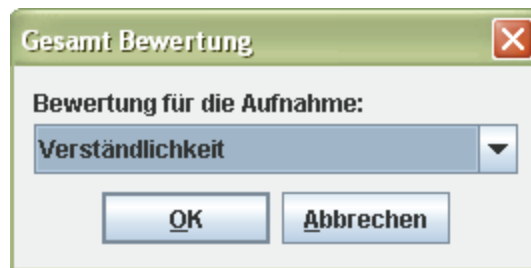 Gesamt Bewertung
Bewertung für die Aufnahme:
Verständlichkeit
OK Abbrechen